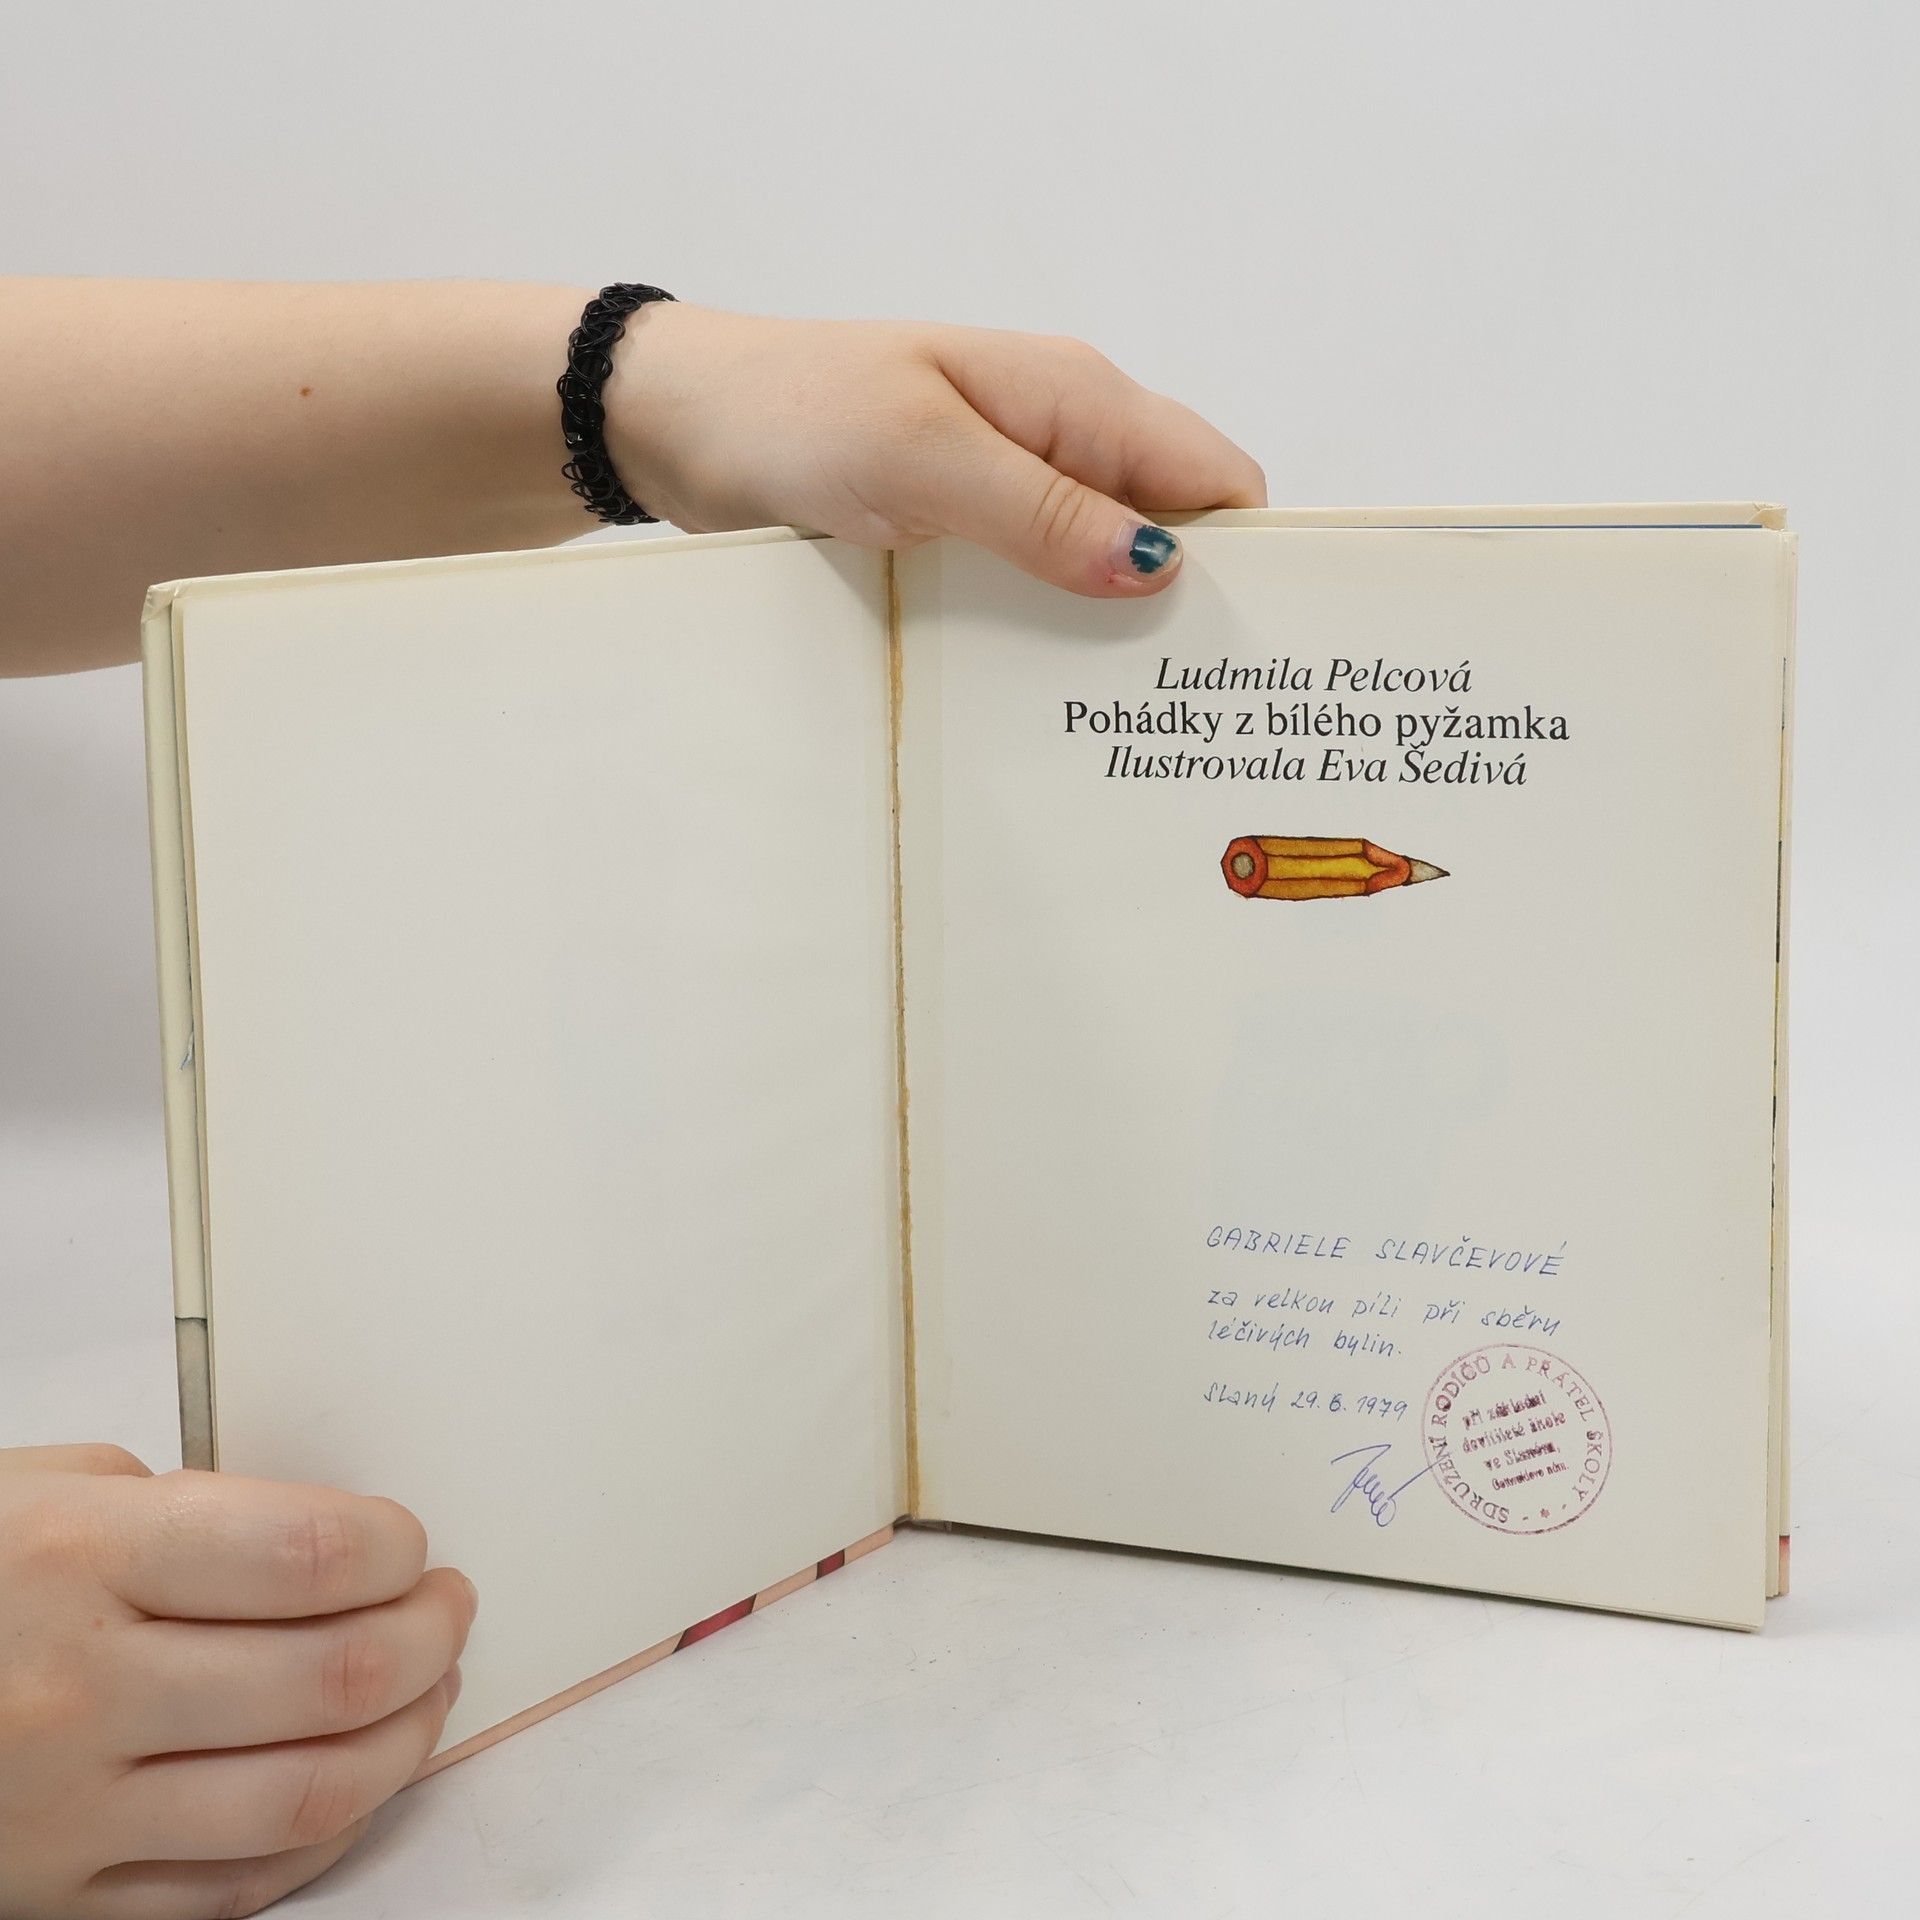 Ludmila Pelcová
Pohádky z bílého pyžamka
Ilustrovala Eva Šedivá
GABRIELE SLAVČEVOVÉ
za velkou píli při sběru
léčivých bylin.
Slaný 29. 6. 1979
SDRUŽENÍ RODIČŮ A PŘÁTEL ŠKOLY
při základní
devítileté škole
ve Slaném,
nám.